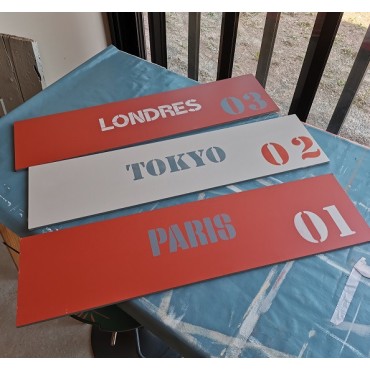 LONDRES 03
TOKYO 02
PARIS 01